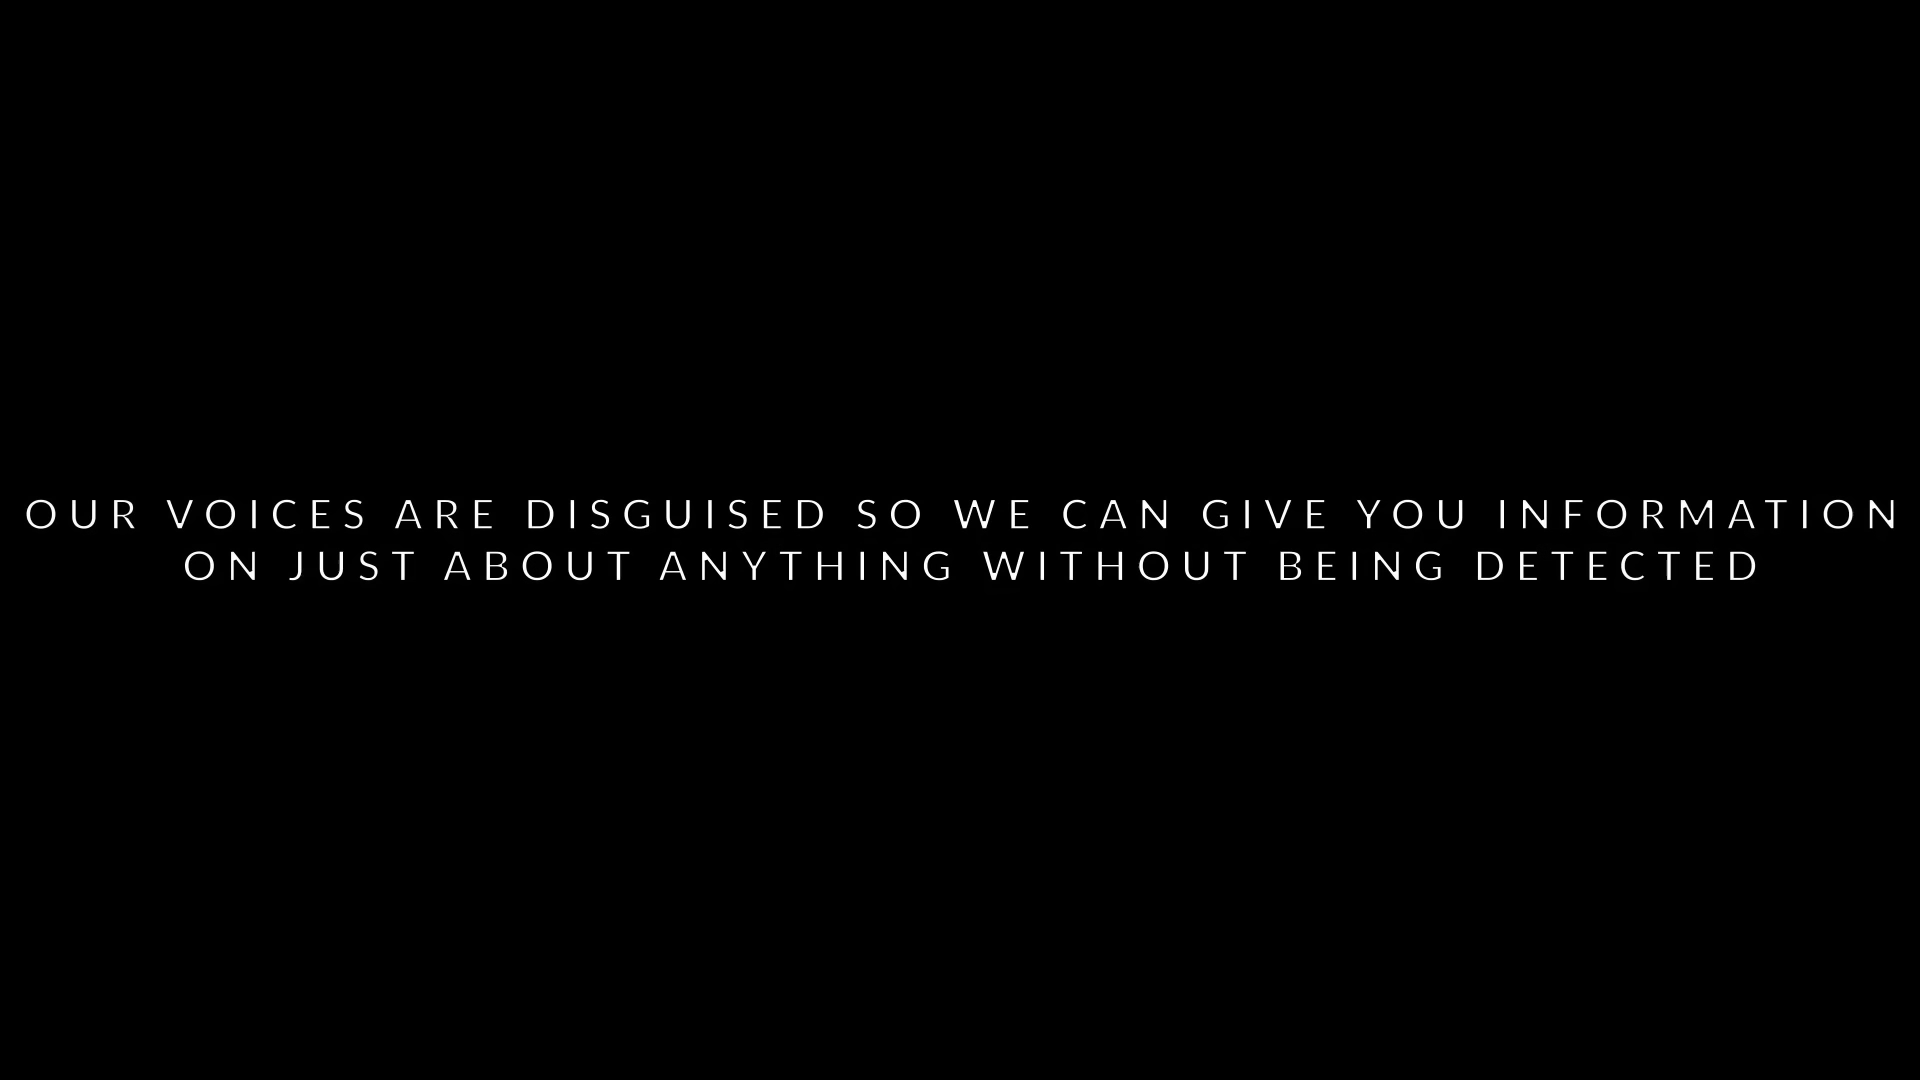 OUR VOICES ARE DISGUISED SO WE CAN GIVE YOU INFORMATION
ON JUST ABOUT ANYTHING WITHOUT BEING DETECTED